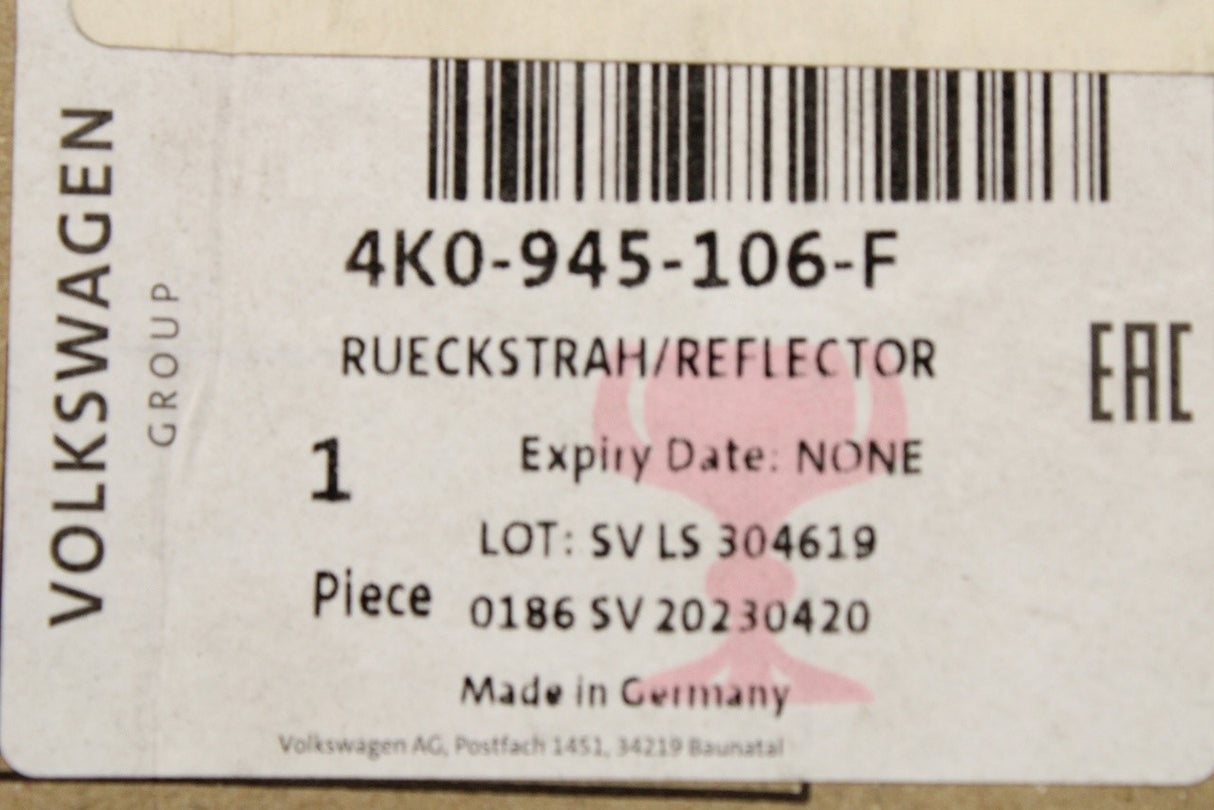 VOLKSWAGEN
GROUP
4K0-945-106-F
RUECKSTRAH/REFLECTOR
EAC
1
Expiry Date: NONE
LOT: SV LS 304619
Piece
0186 SV 20230420
Made in Germany
Volkswagen AG, Postfach 1451, 34219 Baunatal